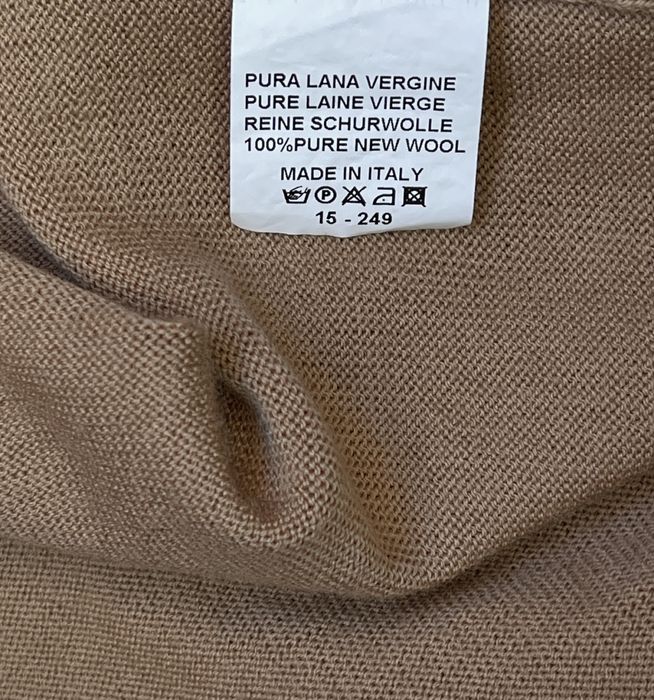 PURA LANA VERGINE
PURE LAINE VIERGE
REINE SCHURWOLLE
100%PURE NEW WOOL
MADE IN ITALY
P
15 - 249